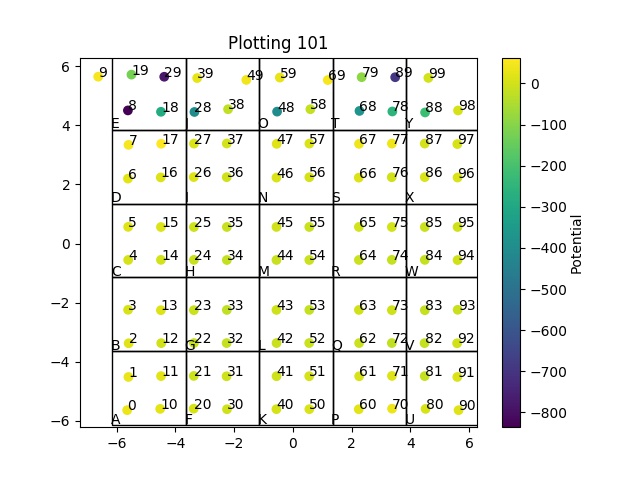 Plotting 101
6
4
2
0
−2
−4
−6
−6
−4
−2
0
2
4
6
9 19 29 39 49 59 69 79 89 99
8 18 28 38 48 58 68 78 88 98
E J O T Y
7 17 27 37 47 57 67 77 87 97
6 16 26 36 46 56 66 76 86 96
D I N S X
5 15 25 35 45 55 65 75 85 95
4 14 24 34 44 54 64 74 84 94
C H M R W
3 13 23 33 43 53 63 73 83 93
2 12 22 32 42 52 62 72 82 92
B G L Q V
1 11 21 31 41 51 61 71 81 91
0 10 20 30 40 50 60 70 80 90
A F K P U
0
−100
−200
−300
−400
−500
−600
−700
−800
Potential